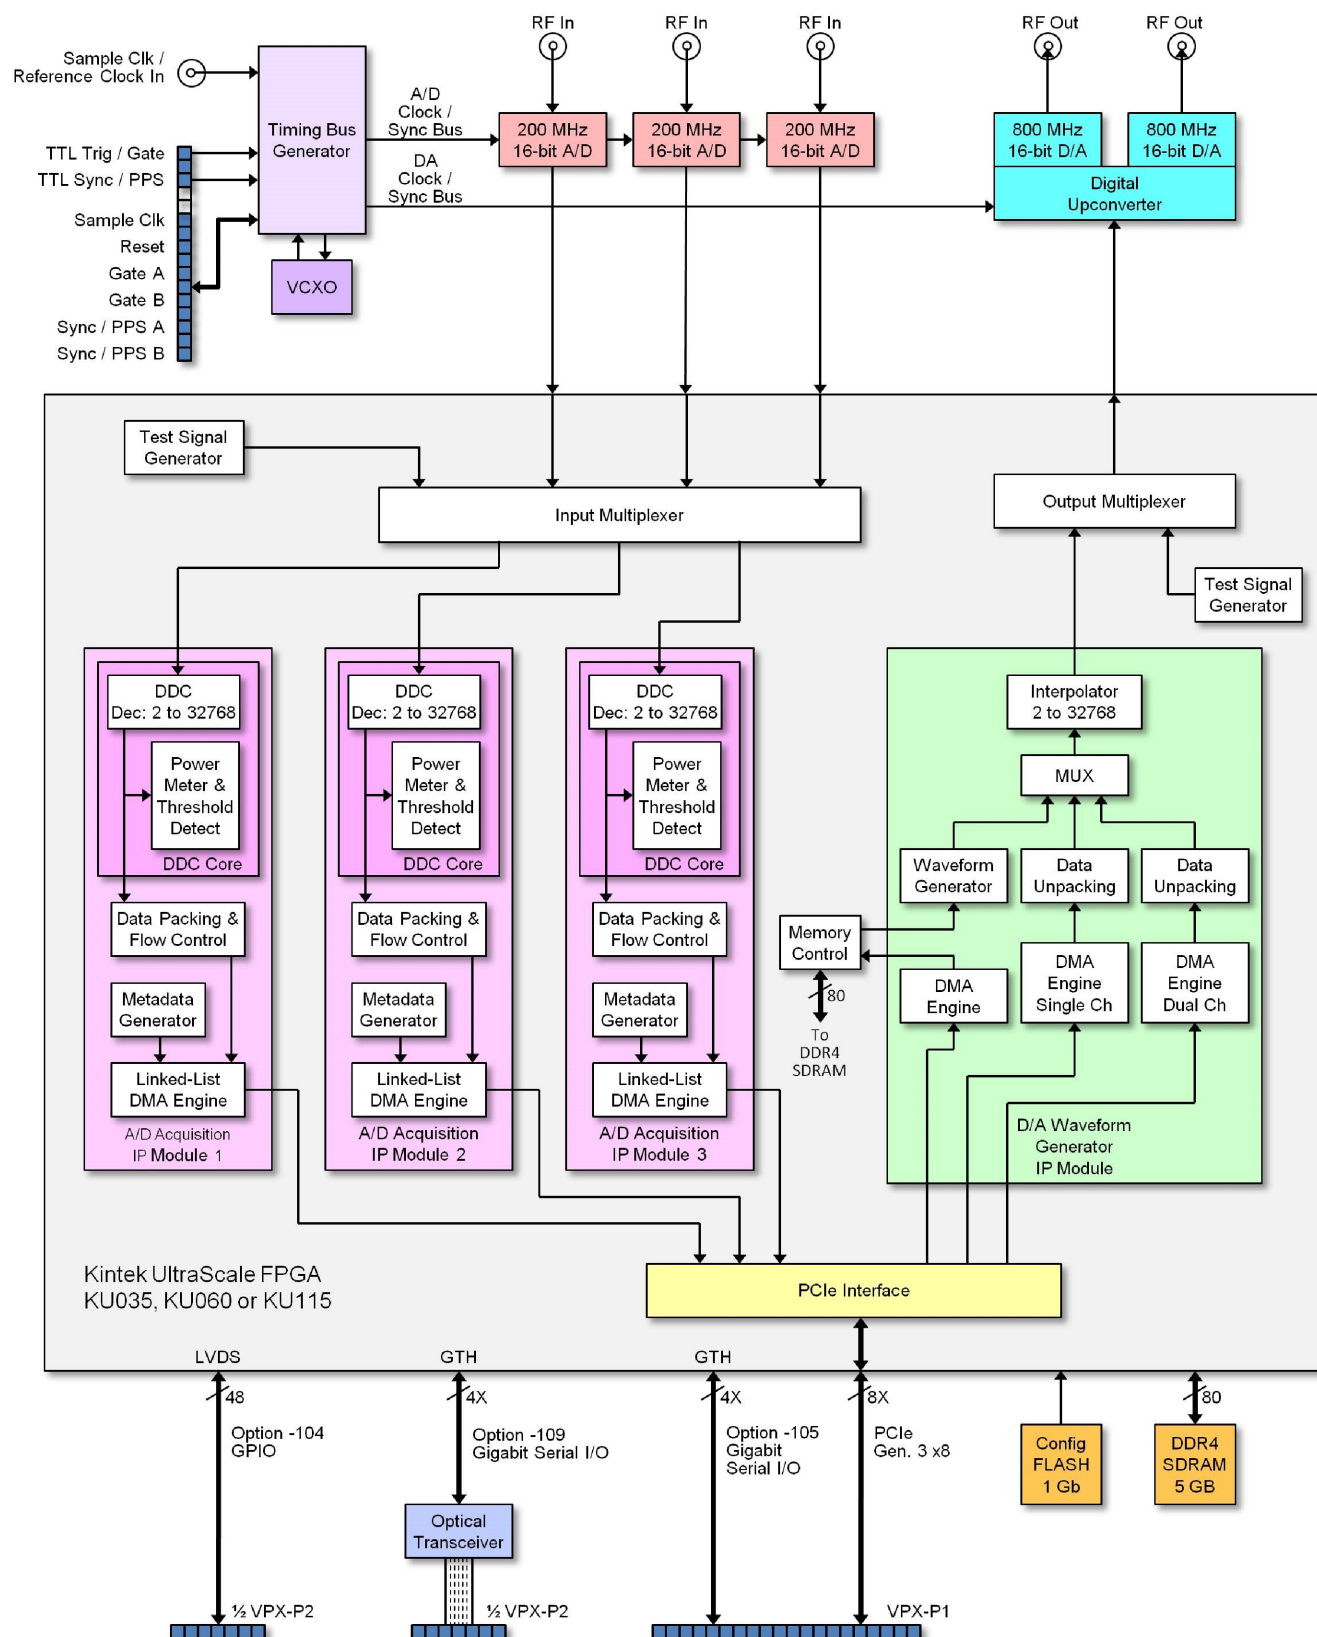 RF In
RF In
RF In
RF Out
RF Out
Sample Clk /
Reference Clock In
A/D
Clock /
Sync Bus
Timing Bus
Generator
200 MHz
16-bit A/D
200 MHz
16-bit A/D
200 MHz
16-bit A/D
800 MHz
16-bit D/A
800 MHz
16-bit D/A
TTL Trig / Gate
TTL Sync / PPS
DA
Clock /
Sync Bus
Digital
Upconverter
Sample Clk
Reset
Gate A
Gate B
Sync / PPS A
Sync / PPS B
VCXO
Test Signal
Generator
Input Multiplexer
Output Multiplexer
Test Signal
Generator
DDC
Dec: 2 to 32768
Power
Meter &
Threshold
Detect
DDC Core
Data Packing &
Flow Control
Metadata
Generator
Linked-List
DMA Engine
A/D Acquisition
IP Module 1
DDC
Dec: 2 to 32768
Power
Meter &
Threshold
Detect
DDC Core
Data Packing &
Flow Control
Metadata
Generator
Linked-List
DMA Engine
A/D Acquisition
IP Module 2
DDC
Dec: 2 to 32768
Power
Meter &
Threshold
Detect
DDC Core
Data Packing &
Flow Control
Metadata
Generator
Linked-List
DMA Engine
A/D Acquisition
IP Module 3
Interpolator
2 to 32768
MUX
Waveform
Generator
Data
Unpacking
Data
Unpacking
Memory
Control
80
To
DDR4
SDRAM
DMA
Engine
DMA
Engine
Single Ch
DMA
Engine
Dual Ch
D/A Waveform
Generator
IP Module
Kintek UltraScale FPGA
KU035, KU060 or KU115
PCIe Interface
LVDS
GTH
GTH
48
4X
4X
8X
80
Option -104
GPIO
Option -109
Gigabit Serial I/O
Option -105
Gigabit
Serial I/O
PCIe
Gen. 3 x8
Config
FLASH
1 Gb
DDR4
SDRAM
5 GB
Optical
Transceiver
½ VPX-P2
½ VPX-P2
VPX-P1